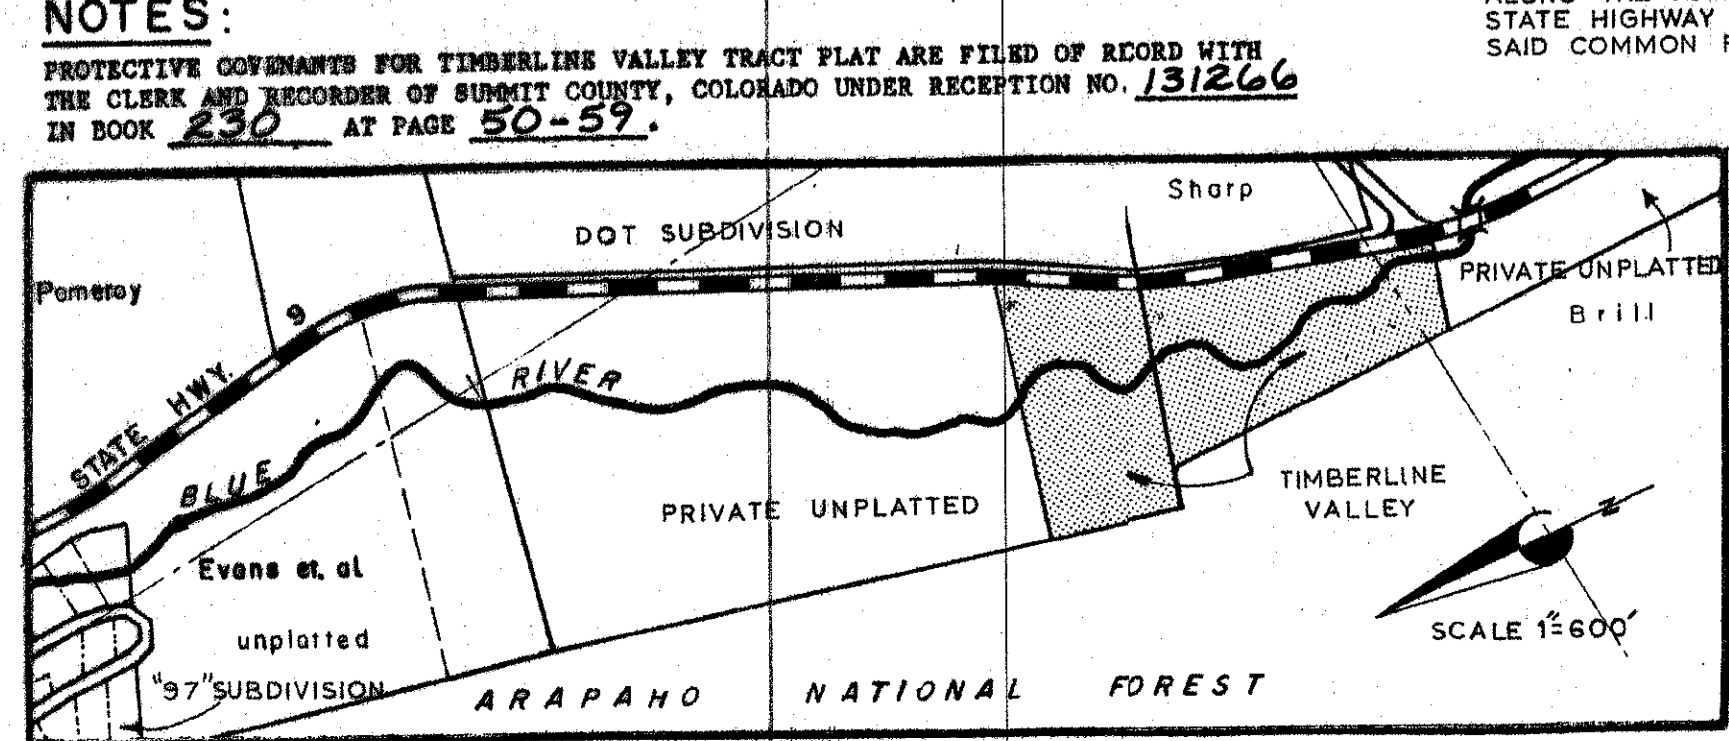 NOTES:
PROTECTIVE COVENANTS FOR TIMBERLINE VALLEY TRACT PLAT ARE FILED OF RECORD WITH
THE CLERK AND RECORDER OF SUMMIT COUNTY, COLORADO UNDER RECEPTION NO. 131266
IN BOOK 230 AT PAGE 50-59.
STATE HIGHWAY
SAID COMMON
Sharp
DOT SUBDIVISION
Pomeroy
9
PRIVATE UNPLATTED
Brill
STATE HWY.
BLUE RIVER
PRIVATE UNPLATTED
TIMBERLINE
VALLEY
N
Evans et. al
unplatted
SCALE 1"=600'
"97" SUBDIVISION
ARAPAHO NATIONAL FOREST